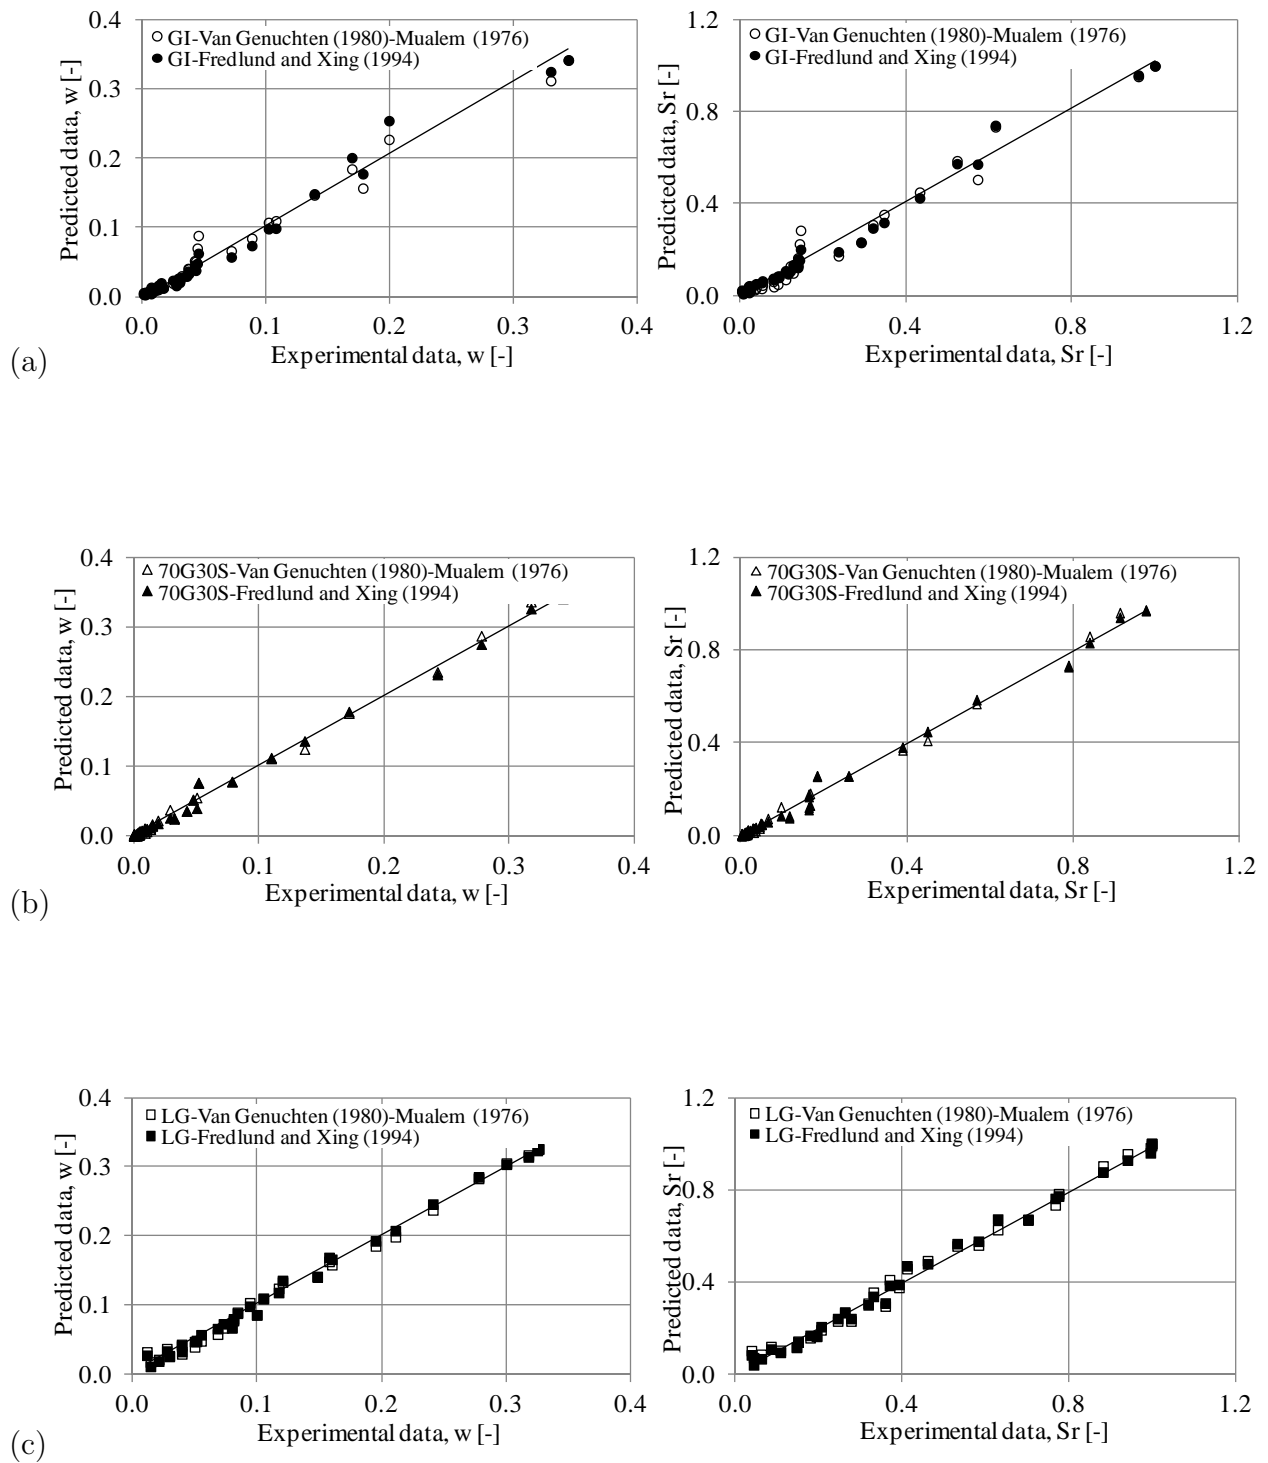 0.4
GI-Van Genuchten (1980)-Mualem (1976)
GI-Fredlund and Xing (1994)
0.3
0.2
0.1
0.0
Predicted data, w [-]
0.0 0.1 0.2 0.3 0.4
Experimental data, w [-]
1.2
GI-Van Genuchten (1980)-Mualem (1976)
GI-Fredlund and Xing (1994)
0.8
0.4
0.0
Predicted data, Sr [-]
0.0 0.4 0.8 1.2
Experimental data, Sr [-]
(a)
0.4
70G30S-Van Genuchten (1980)-Mualem (1976)
70G30S-Fredlund and Xing (1994)
0.3
0.2
0.1
0.0
Predicted data, w [-]
0.0 0.1 0.2 0.3 0.4
Experimental data, w [-]
1.2
70G30S-Van Genuchten (1980)-Mualem (1976)
70G30S-Fredlund and Xing (1994)
0.8
0.4
0.0
Predicted data, Sr [-]
0.0 0.4 0.8 1.2
Experimental data, Sr [-]
(b)
0.4
LG-Van Genuchten (1980)-Mualem (1976)
LG-Fredlund and Xing (1994)
0.3
0.2
0.1
0.0
Predicted data, w [-]
0.0 0.1 0.2 0.3 0.4
Experimental data, w [-]
1.2
LG-Van Genuchten (1980)-Mualem (1976)
LG-Fredlund and Xing (1994)
0.8
0.4
0.0
Predicted data, Sr [-]
0.0 0.4 0.8 1.2
Experimental data, Sr [-]
(c)